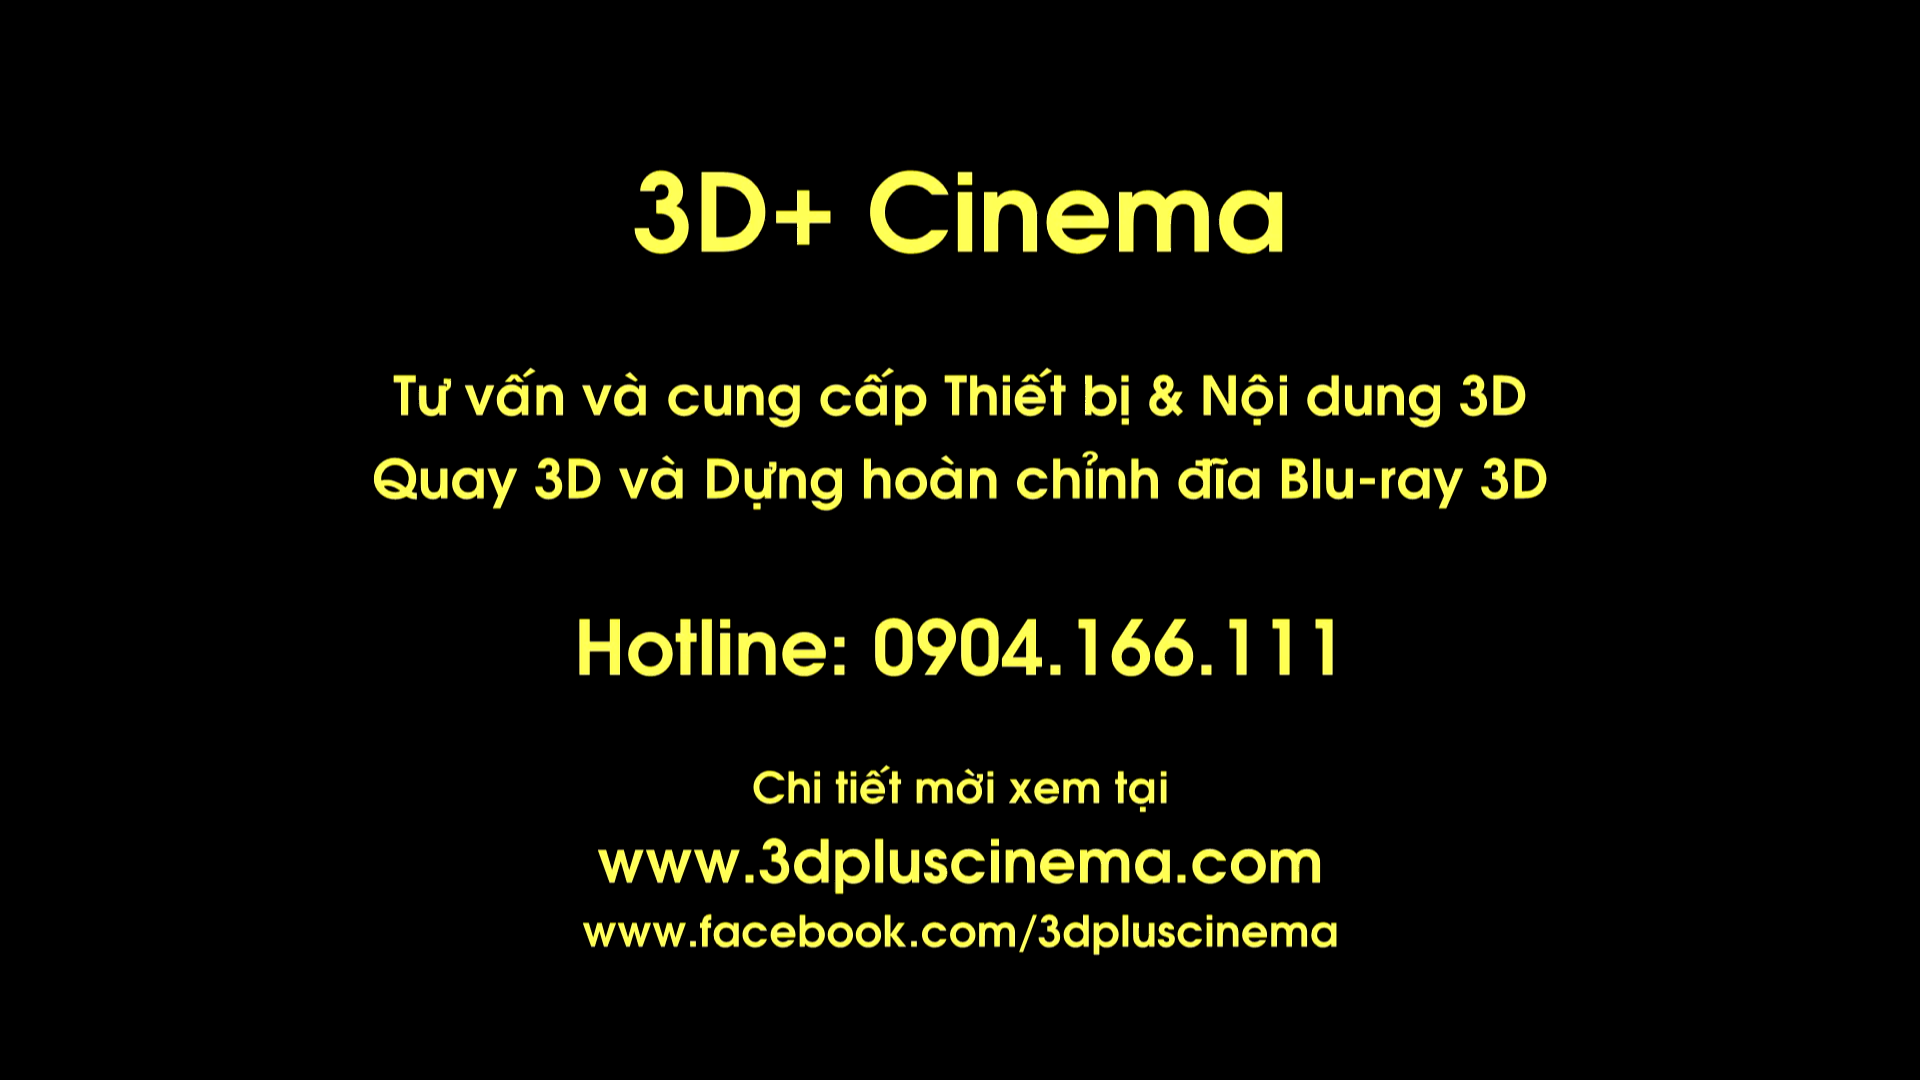 3D+ Cinema
Tư vấn và cung cấp Thiết bị & Nội dung 3D
Quay 3D và Dựng hoàn chỉnh đĩa Blu-ray 3D
Hotline: 0904.166.111
Chi tiết mời xem tại
www.3dpluscinema.com
www.facebook.com/3dpluscinema